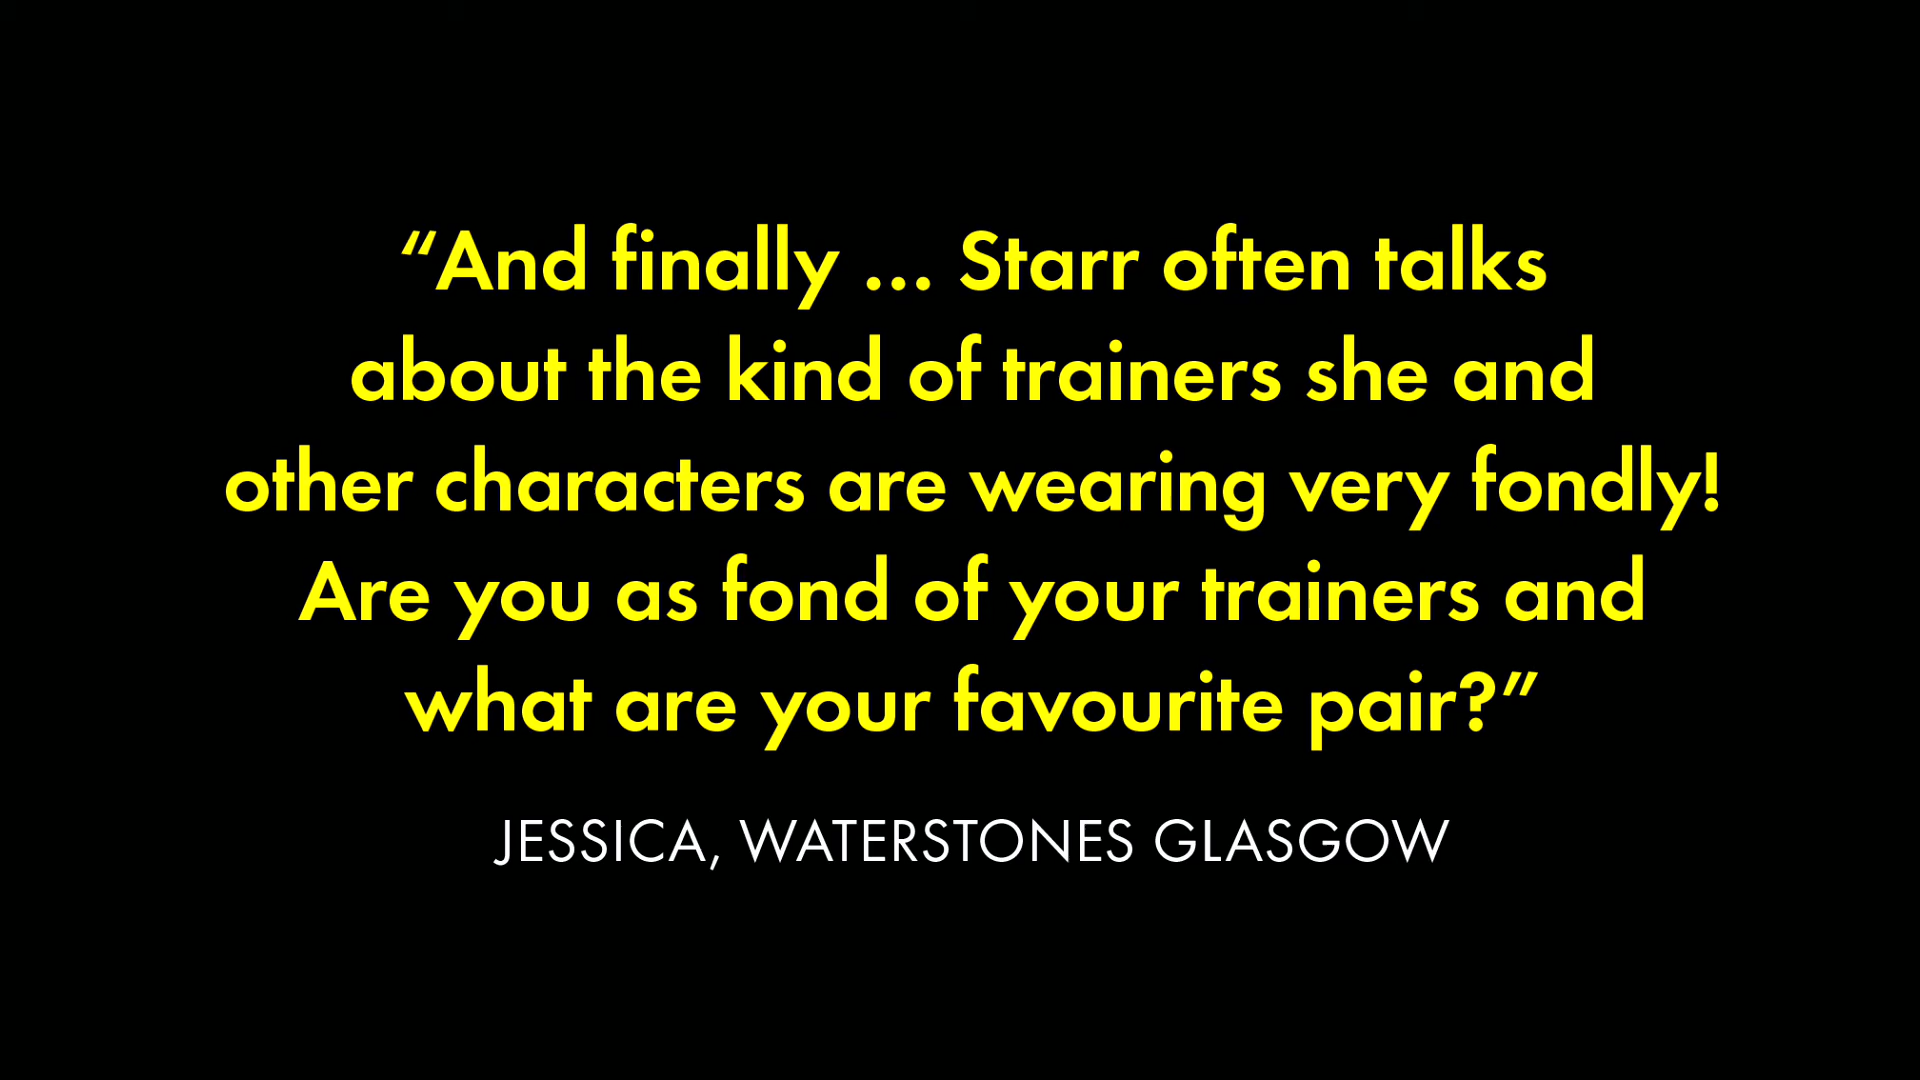 “And finally ... Starr often talks
about the kind of trainers she and
other characters are wearing very fondly!
Are you as fond of your trainers and
what are your favourite pair?”
JESSICA, WATERSTONES GLASGOW